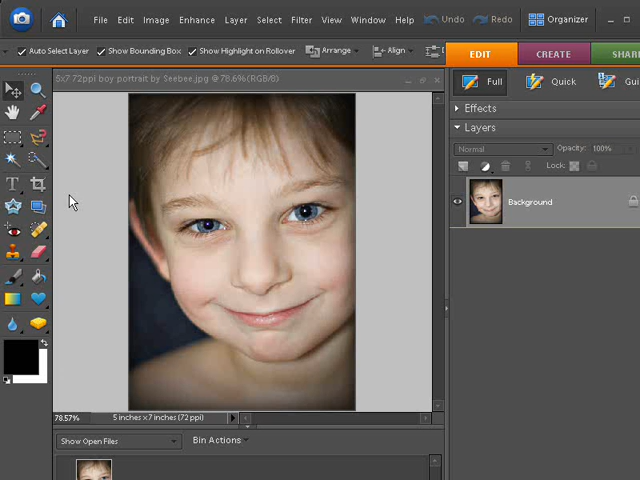 File Edit Image Enhance Layer Select Filter View Window Help Undo Redo Organizer
Auto Select Layer Show Bounding Box Show Highlight on Rollover Arrange Align
EDIT CREATE SHAR
5x7 72ppi boy portrait by Seebee.jpg @ 78.6% (RGB/8)
Full Quick Gui
Effects
Layers
Normal Opacity: 100%
Lock:
Background
78.57% 5 inches x 7 inches (72 ppi)
Show Open Files Bin Actions